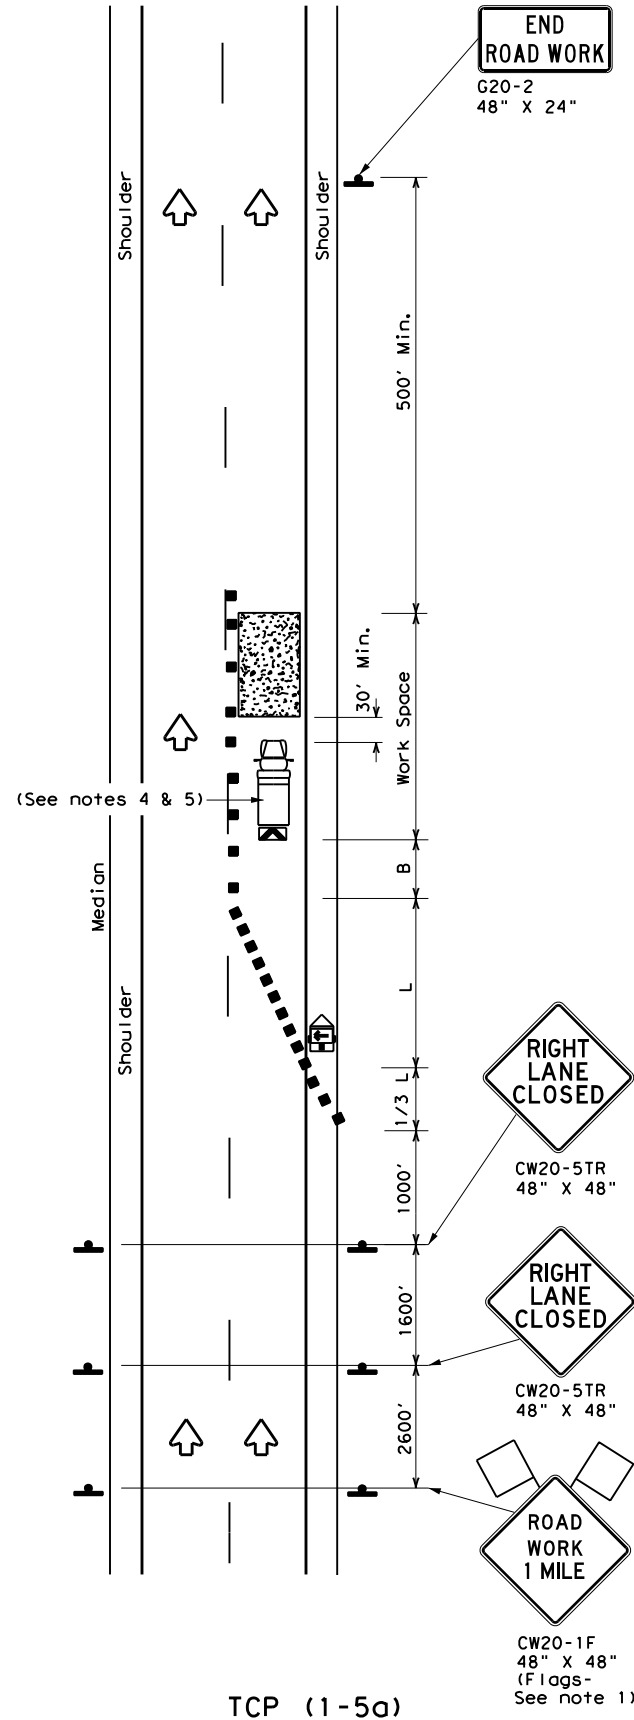 END
ROAD WORK
G20-2
48" X 24"
Shoulder
Shoulder
500' Min.
30' Min.
Work Space
(See notes 4 & 5)
B
Median
L
Shoulder
RIGHT
LANE
CLOSED
1/3 L
CW20-5TR
48" X 48"
1000'
RIGHT
LANE
CLOSED
1600'
CW20-5TR
48" X 48"
2600'
ROAD
WORK
1 MILE
CW20-1F
48" X 48"
(Flags-
See note 1)
TCP (1-5a)